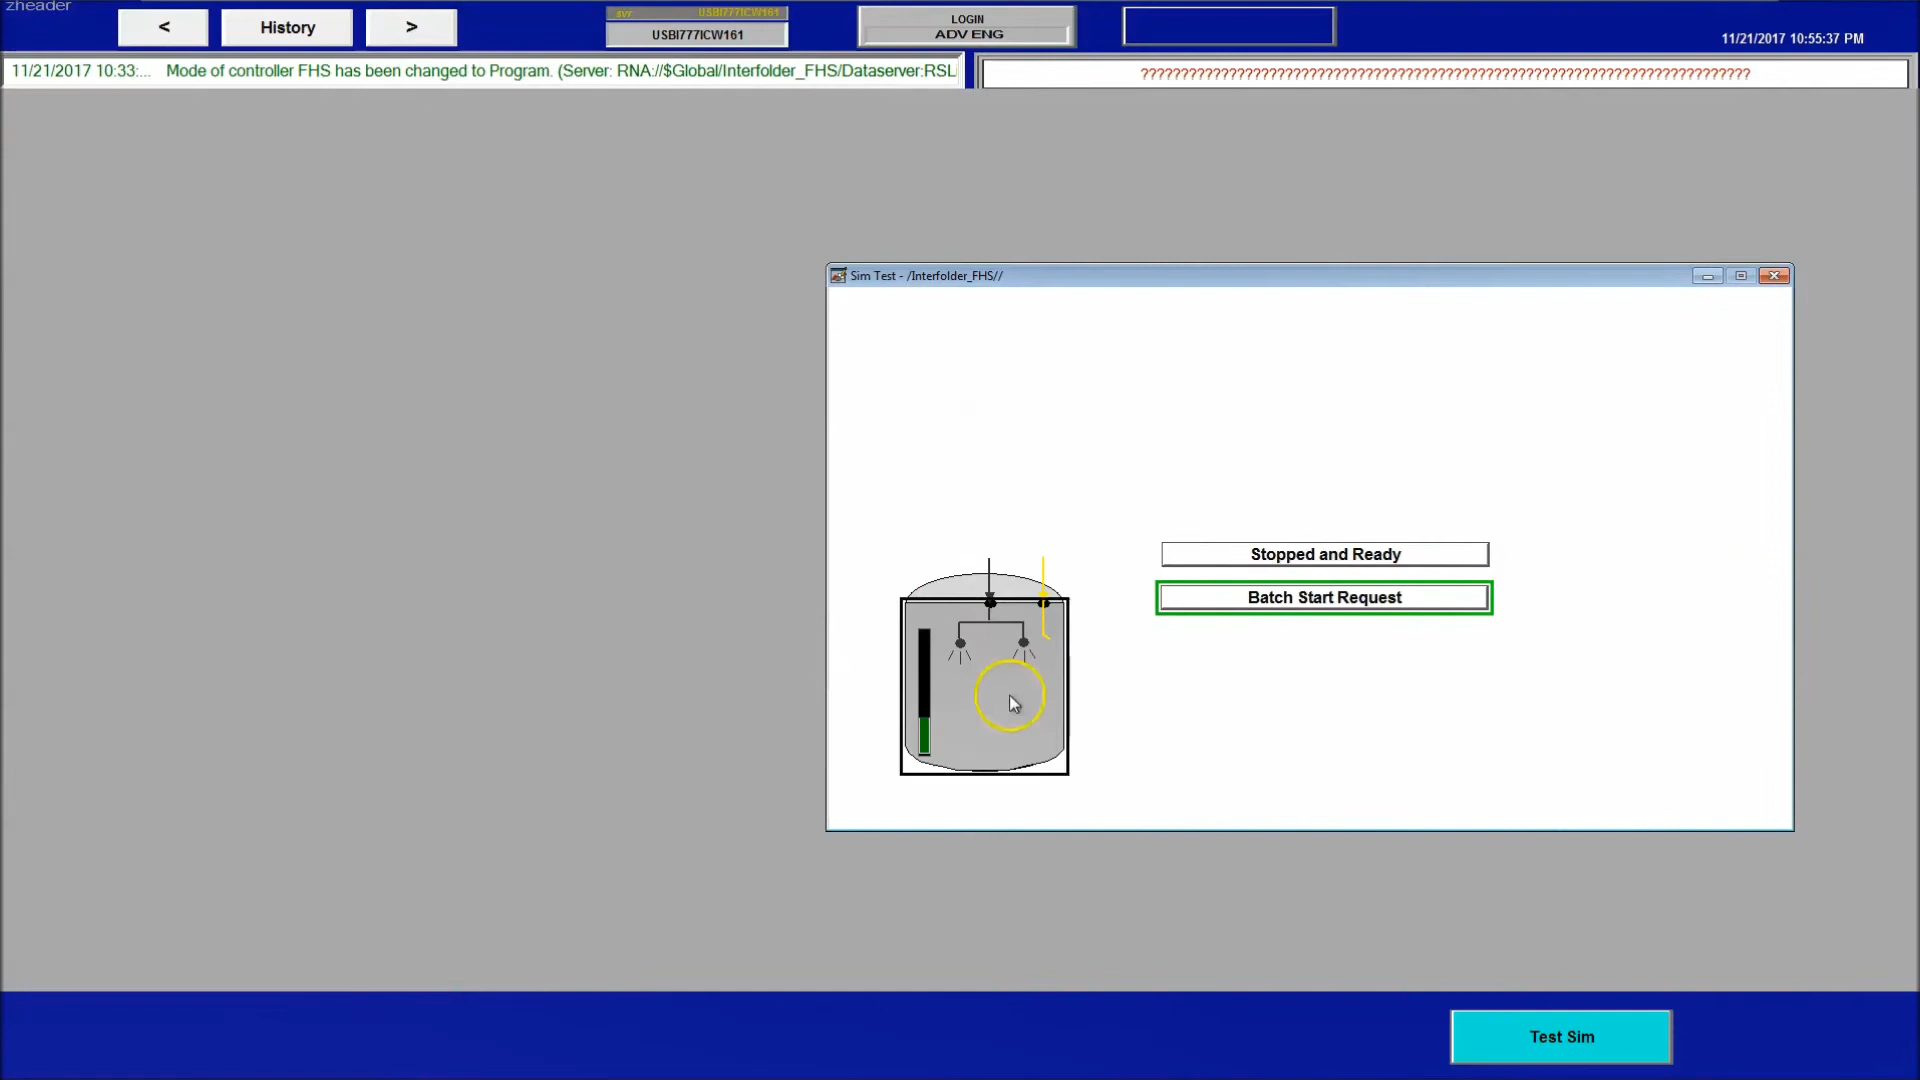 zheader
<
History
>
svr USBI777ICW161
USBI777ICW161
LOGIN
ADV ENG
11/21/2017 10:55:37 PM
11/21/2017 10:33:... Mode of controller FHS has been changed to Program. (Server: RNA://$Global/Interfolder_FHS/Dataserver:RSL
????????????????????????????????????????????????????????????????????????????
Sim Test - /Interfolder_FHS//
Stopped and Ready
Batch Start Request
Test Sim